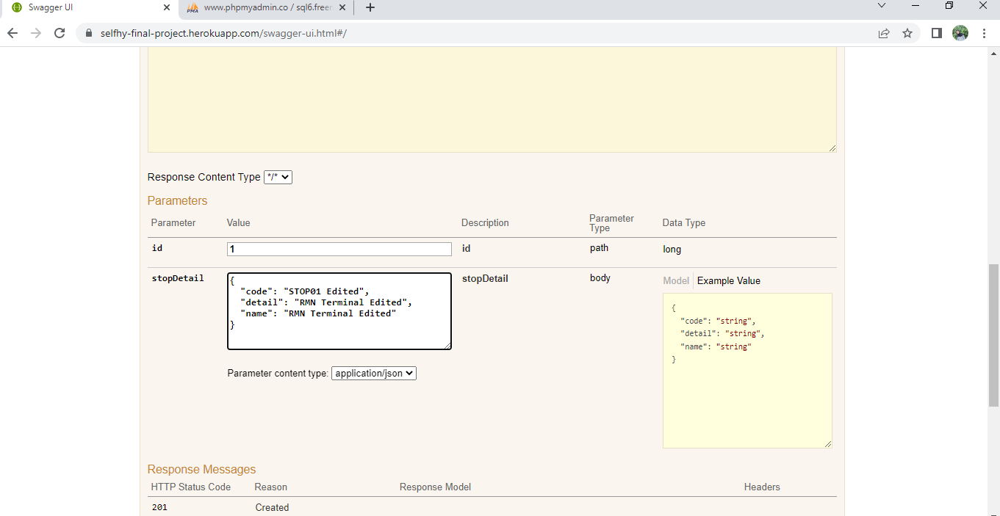 Swagger UI
www.phpmyadmin.co / sql6.freer
selfhy-final-project.herokuapp.com/swagger-ui.html#/
Response Content Type */*
Parameters
Parameter Value Description Parameter Type Data Type
id 1 id path long
stopDetail
{
"code": "STOP01 Edited",
"detail": "RMN Terminal Edited",
"name": "RMN Terminal Edited"
}
stopDetail body
Model Example Value
{
"code": "string",
"detail": "string",
"name": "string"
}
Parameter content type: application/json
Response Messages
HTTP Status Code Reason Response Model Headers
201 Created